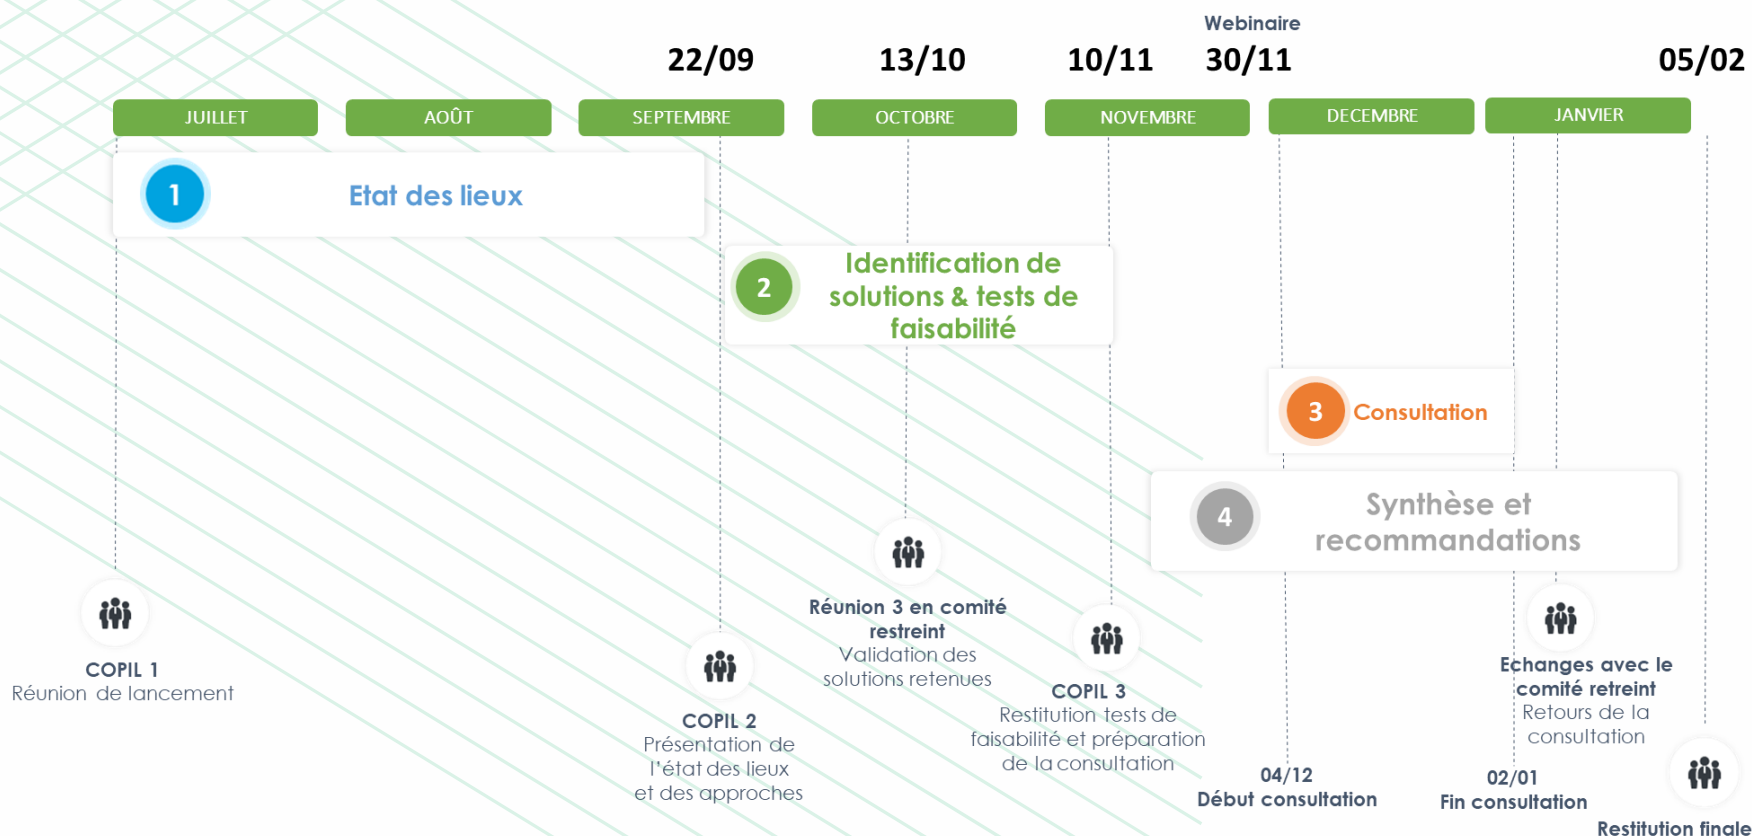 Webinaire
22/09
13/10
10/11
30/11
05/02
JUILLET
AOÛT
SEPTEMBRE
OCTOBRE
NOVEMBRE
DECEMBRE
JANVIER
1
Etat des lieux
2
Identification de
solutions & tests de
faisabilité
3
Consultation
4
Synthèse et
recommandations
COPIL 1
Réunion de lancement
COPIL 2
Présentation de
l'état des lieux
et des approches
Réunion 3 en comité
restreint
Validation des
solutions retenues
COPIL 3
Restitution tests de
faisabilité et préparation
de la consultation
04/12
Début consultation
02/01
Fin consultation
Echanges avec le
comité retreint
Retours de la
consultation
Restitution finale